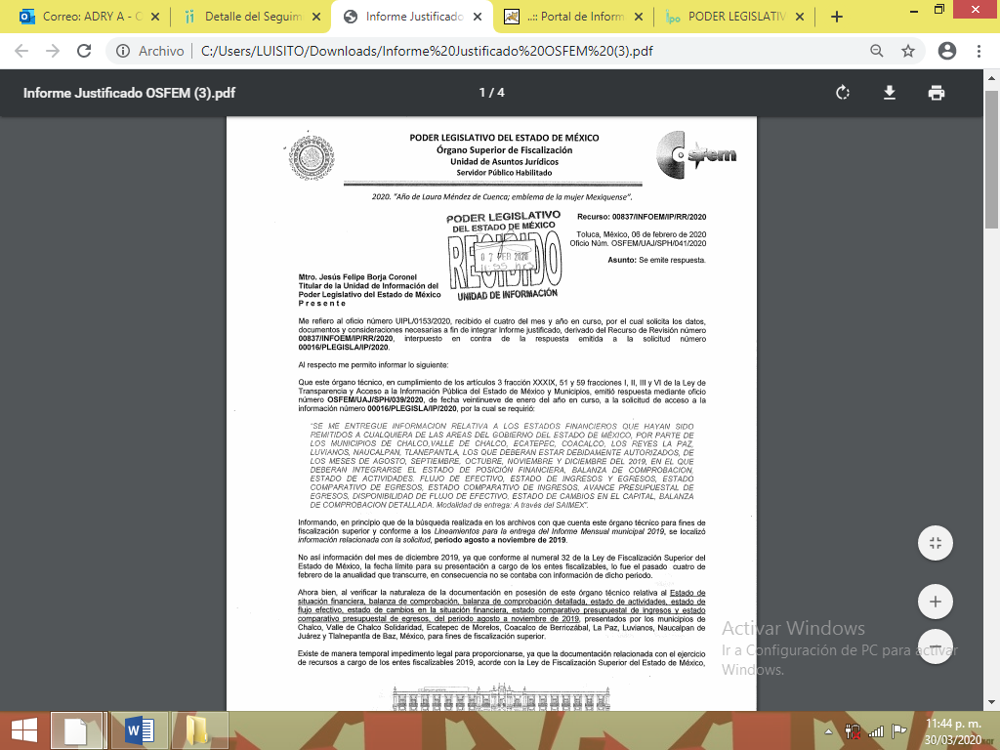 Correo: ADRY A - C
Detalle del Seguim
Informe Justificado
..:: Portal de Inform
PODER LEGISLATIV
Archivo
C:/Users/LUISITO/Downloads/Informe%20Justificado%20OSFEM%20(3).pdf
Informe Justificado OSFEM (3).pdf
1 / 4
PODER LEGISLATIVO DEL ESTADO DE MÉXICO
Órgano Superior de Fiscalización
Unidad de Asuntos Jurídicos
Servidor Público Habilitado
osfem
2020. "Año de Laura Méndez de Cuenca; emblema de la mujer Mexiquense".
PODER LEGISLATIVO
DEL ESTADO DE MÉXICO
RECIBIDO
07 FEB 2020
11:55 hrs
UNIDAD DE INFORMACIÓN
Recurso: 00837/INFOEM/IP/RR/2020
Toluca, México, 06 de febrero de 2020
Oficio Núm. OSFEM/UAJ/SPH/041/2020
Asunto: Se emite respuesta.
Mtro. Jesús Felipe Borja Coronel
Titular de la Unidad de Información del
Poder Legislativo del Estado de México
P r e s e n t e
Me refiero al oficio número UIPL/0153/2020, recibido el cuatro del mes y año en curso, por el cual solicita los datos,
documentos y consideraciones necesarias a fin de integrar Informe justificado, derivado del Recurso de Revisión número
00837/INFOEM/IP/RR/2020, interpuesto en contra de la respuesta emitida a la solicitud número
00016/PLEGISLA/IP/2020.
Al respecto me permito informar lo siguiente:
Que este órgano técnico, en cumplimiento de los artículos 3 fracción XXXIX, 51 y 59 fracciones I, II, III y VI de la Ley de
Transparencia y Acceso a la Información Pública del Estado de México y Municipios, emitió respuesta mediante oficio
número OSFEM/UAJ/SPH/039/2020, de fecha veintinueve de enero del año en curso, a la solicitud de acceso a la
información número 00016/PLEGISLA/IP/2020, por la cual se requirió:
"SE ME ENTREGUE INFORMACION RELATIVA A LOS ESTADOS FINANCIEROS QUE HAYAN SIDO
REMITIDOS A CUALQUIERA DE LAS AREAS DEL GOBIERNO DEL ESTADO DE MÉXICO, POR PARTE DE
LOS MUNICIPIOS DE CHALCO,VALLE DE CHALCO, ECATEPEC, COACALCO, LOS REYES LA PAZ,
LUVIANOS, NAUCALPAN, TLANEPANTLA, LOS QUE DEBERAN ESTAR DEBIDAMENTE AUTORIZADOS, DE
LOS MESES DE AGOSTO, SEPTIEMBRE, OCTUBRE, NOVIEMBRE Y DICIEMBRE DEL 2019, EN EL QUE
DEBERAN INTEGRARSE EL ESTADO DE POSICIÓN FINANCIERA, BALANZA DE COMPROBACION,
ESTADO DE ACTIVIDADES. FLUJO DE EFECTIVO, ESTADO DE INGRESOS Y EGRESOS, ESTADO
COMPARATIVO DE EGRESOS, ESTADO COMPARATIVO DE INGRESOS, AVANCE PRESUPUESTAL DE
EGRESOS, DISPONIBILIDAD DE FLUJO DE EFECTIVO, ESTADO DE CAMBIOS EN EL CAPITAL, BALANZA
DE COMPROBACION DETALLADA. Modalidad de entrega: A través del SAIMEX".
Informando, en principio que de la búsqueda realizada en los archivos con que cuenta este órgano técnico para fines de
fiscalización superior y conforme a los Lineamientos para la entrega del Informe Mensual municipal 2019, se localizó
información relacionada con la solicitud, periodo agosto a noviembre de 2019.
No así información del mes de diciembre 2019, ya que conforme al numeral 32 de la Ley de Fiscalización Superior del
Estado de México, la fecha límite para su presentación a cargo de los entes fiscalizables, lo fue el pasado cuatro de
febrero de la anualidad que transcurre, en consecuencia no se contaba con información de dicho periodo.
Ahora bien, al verificar la naturaleza de la documentación en posesión de este órgano técnico relativa al Estado de
situación financiera, balanza de comprobación, balanza de comprobación detallada, estado de actividades, estado de
flujo efectivo, estado de cambios en la situación financiera, estado comparativo presupuestal de ingresos y estado
comparativo presupuestal de egresos, del periodo agosto a noviembre de 2019, presentados por los municipios de
Chalco, Valle de Chalco Solidaridad, Ecatepec de Morelos, Coacalco de Berriozábal, La Paz, Luvianos, Naucalpan de
Juárez y Tlalnepantla de Baz, México, para fines de fiscalización superior.
Existe de manera temporal impedimento legal para proporcionarse, ya que la documentación relacionada con el ejercicio
de recursos a cargo de los entes fiscalizables 2019, acorde con la Ley de Fiscalización Superior del Estado de México,
Activar Windows
Ir a Configuración de PC para activar
Windows.
11:44 p. m.
30/03/2020